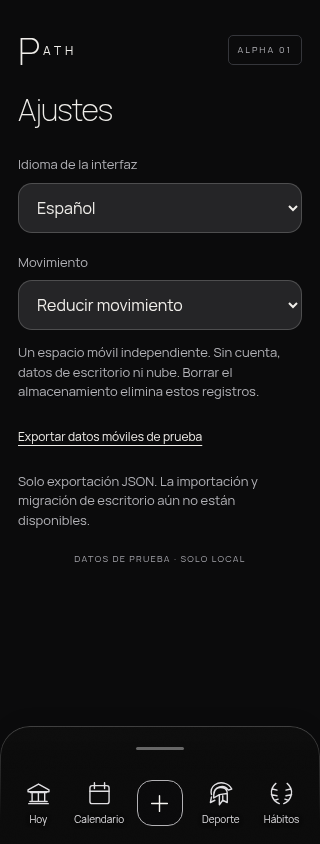 PATH
ALPHA 01
Ajustes
Idioma de la interfaz
Español
Movimiento
Reducir movimiento
Un espacio móvil independiente. Sin cuenta,
datos de escritorio ni nube. Borrar el
almacenamiento elimina estos registros.
Exportar datos móviles de prueba
Solo exportación JSON. La importación y
migración de escritorio aún no están
disponibles.
DATOS DE PRUEBA · SOLO LOCAL
Hoy
Calendario
Deporte
Hábitos